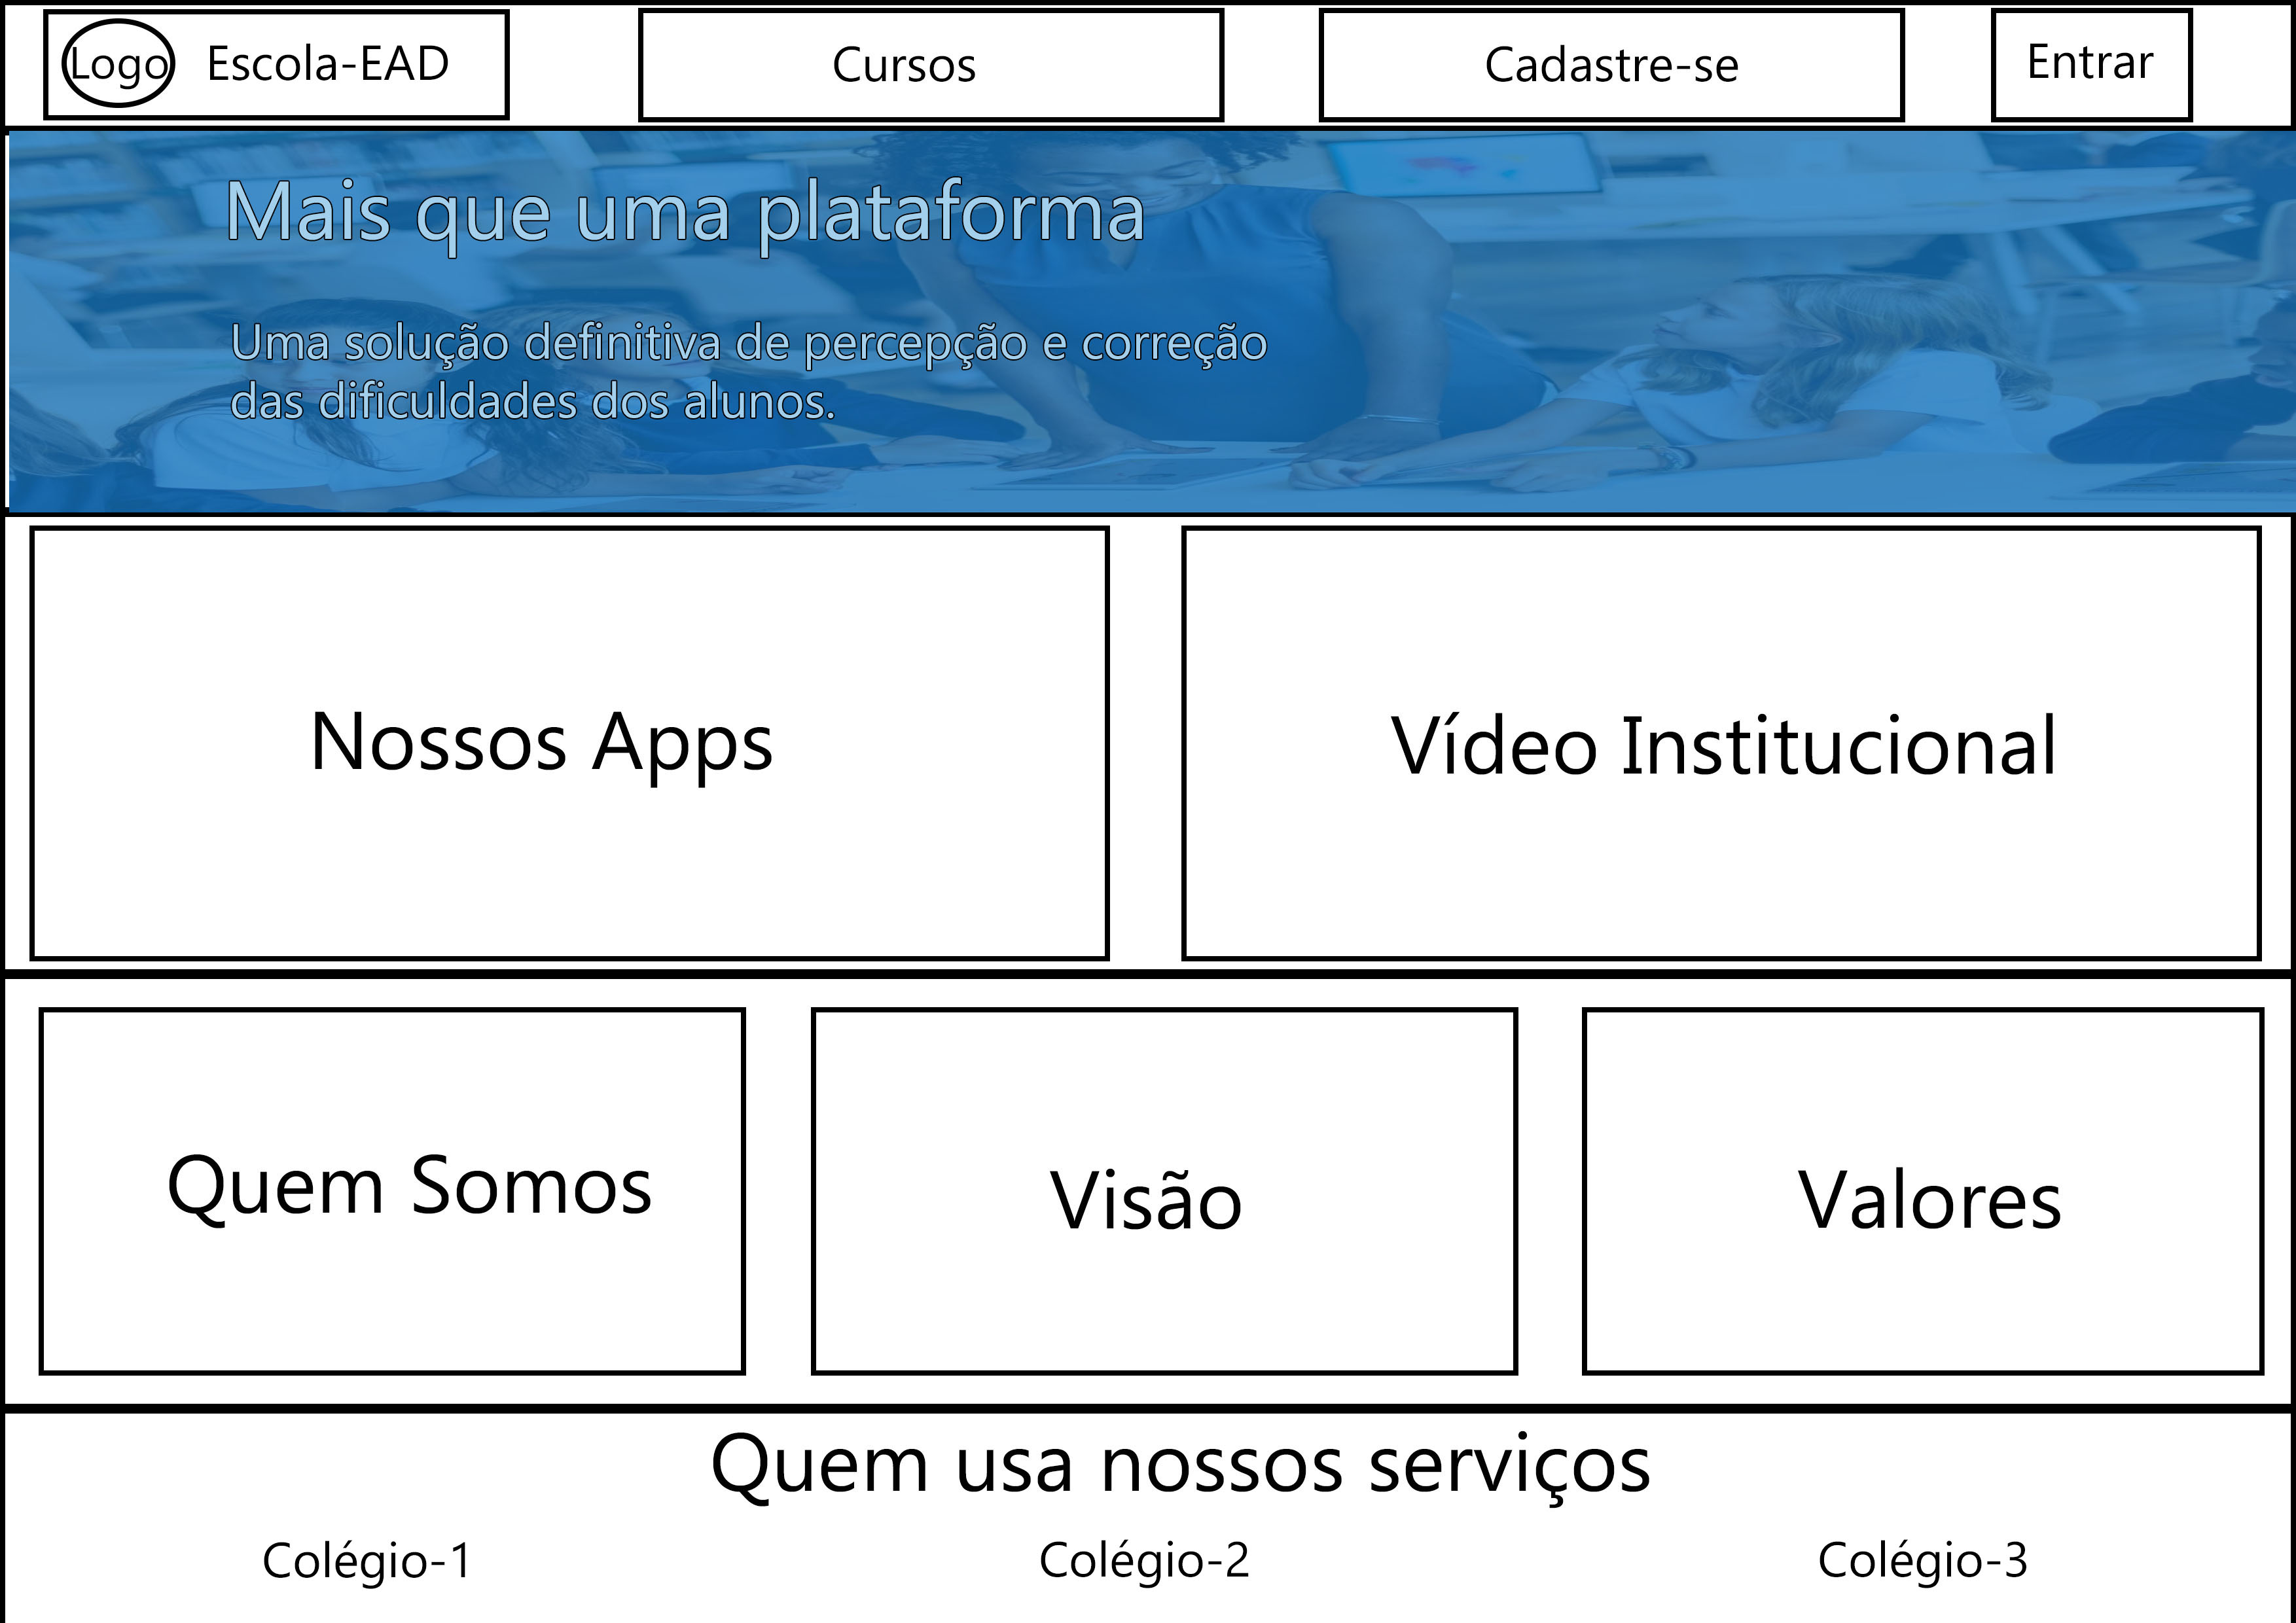 Logo Escola-EAD Cursos Cadastre-se Entrar
Mais que uma plataforma
Uma solução definitiva de percepção e correção
das dificuldades dos alunos.
Nossos Apps
Vídeo Institucional
Quem Somos
Visão
Valores
Quem usa nossos serviços
Colégio-1 Colégio-2 Colégio-3